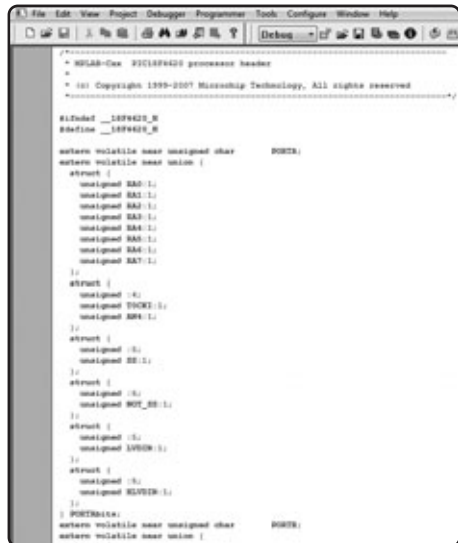 File Edit View Project Debugger Programmer Tools Configure Window Help
Debug
/*-------------------------------------------------------------------------
* MPLAB-Cxx PIC18F4620 processor header
*
* (c) Copyright 1999-2007 Microchip Technology, All rights reserved
*-------------------------------------------------------------------------*/
#ifndef __18F4620_H
#define __18F4620_H
extern volatile near unsigned char PORTA;
extern volatile near union {
struct {
unsigned RA0:1;
unsigned RA1:1;
unsigned RA2:1;
unsigned RA3:1;
unsigned RA4:1;
unsigned RA5:1;
unsigned RA6:1;
unsigned RA7:1;
};
struct {
unsigned :4;
unsigned T0CKI:1;
unsigned AN4:1;
};
struct {
unsigned :5;
unsigned SS:1;
};
struct {
unsigned :5;
unsigned NOT_SS:1;
};
struct {
unsigned :5;
unsigned LVDIN:1;
};
struct {
unsigned :5;
unsigned HLVDIN:1;
};
} PORTAbits;
extern volatile near unsigned char PORTB;
extern volatile near union {